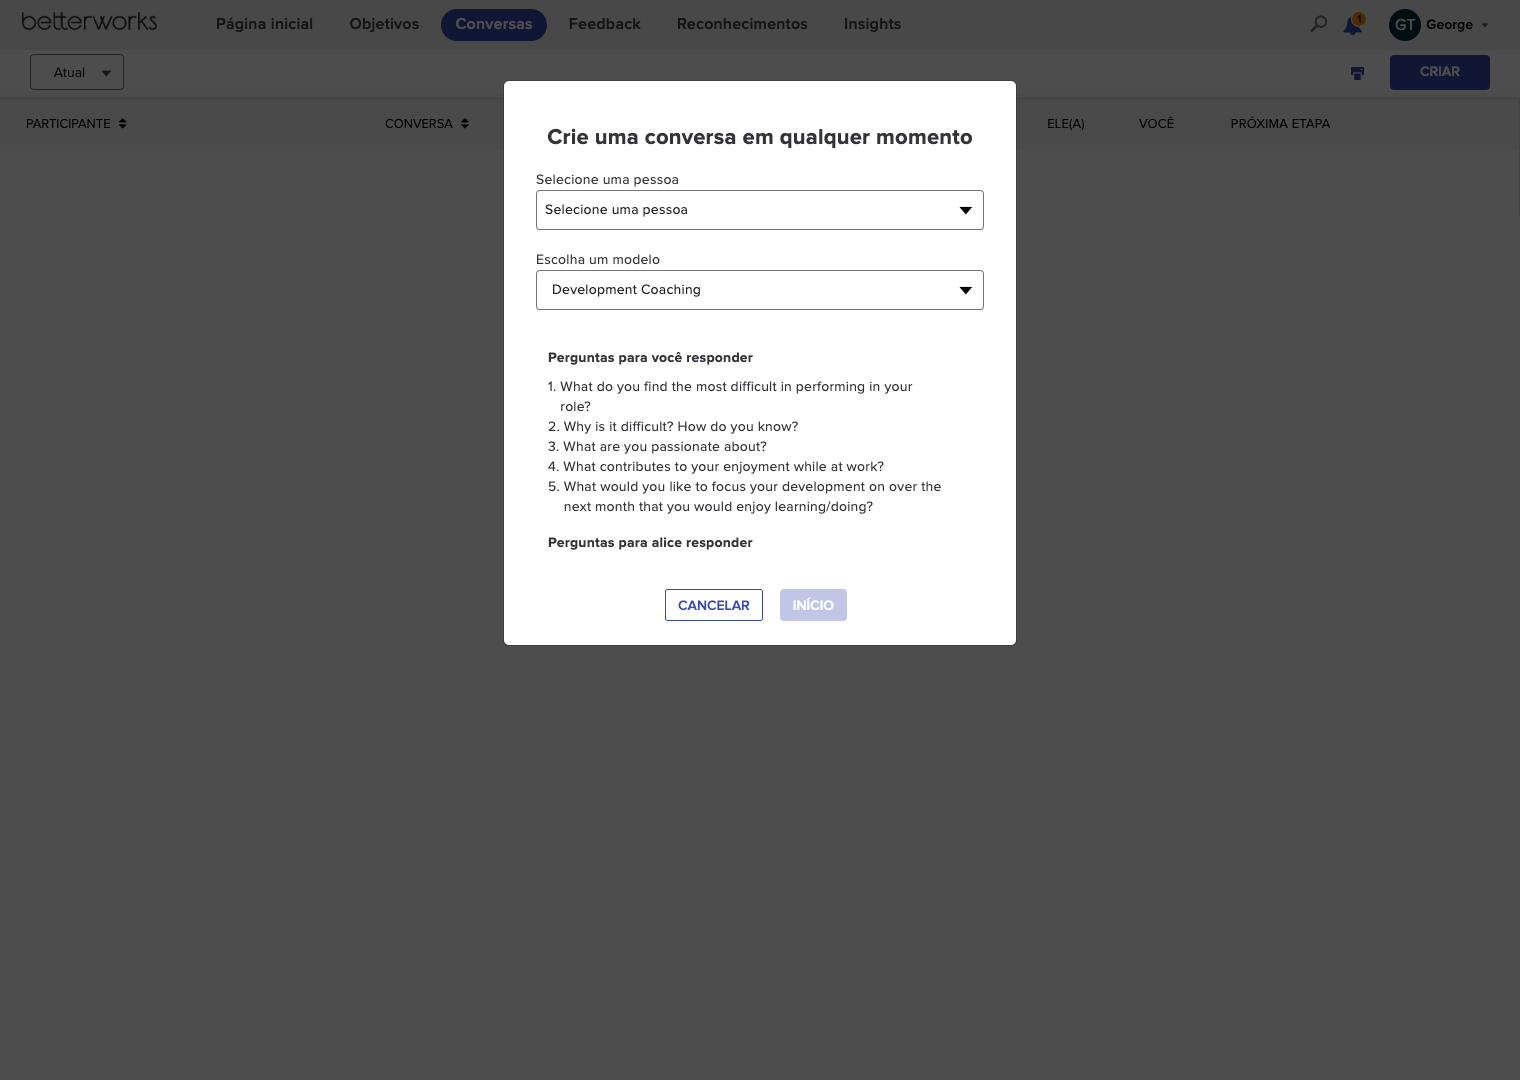 betterworks
Página inicial
Objetivos
Conversas
Feedback
Reconhecimentos
Insights
1
GT
George
Atual
CRIAR
PARTICIPANTE
CONVERSA
ELE(A)
VOCÊ
PRÓXIMA ETAPA
Crie uma conversa em qualquer momento
Selecione uma pessoa
Selecione uma pessoa
Escolha um modelo
Development Coaching
Perguntas para você responder
1. What do you find the most difficult in performing in your
role?
2. Why is it difficult? How do you know?
3. What are you passionate about?
4. What contributes to your enjoyment while at work?
5. What would you like to focus your development on over the
next month that you would enjoy learning/doing?
Perguntas para alice responder
CANCELAR
INÍCIO